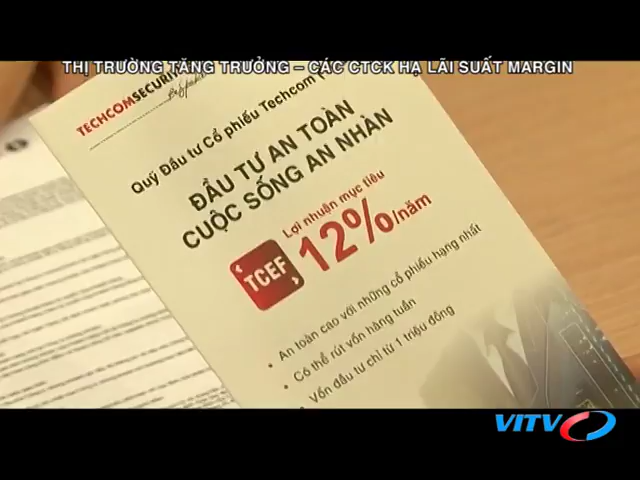 THỊ TRƯỜNG TĂNG TRƯỞNG – CÁC CTCK HẠ LÃI SUẤT MARGIN
TECHCOMSECURI
Quỹ Đầu tư Cổ phiếu Techcom
ĐẦU TƯ AN TOÀN
CUỘC SỐNG AN NHÀN
Lợi nhuận mục tiêu
TCEF 12%/năm
• An toàn cao với những cổ phiếu hạng nhất
• Có thể rút vốn hàng tuần
• Vốn đầu tư chỉ từ 1 triệu đồng
VITV